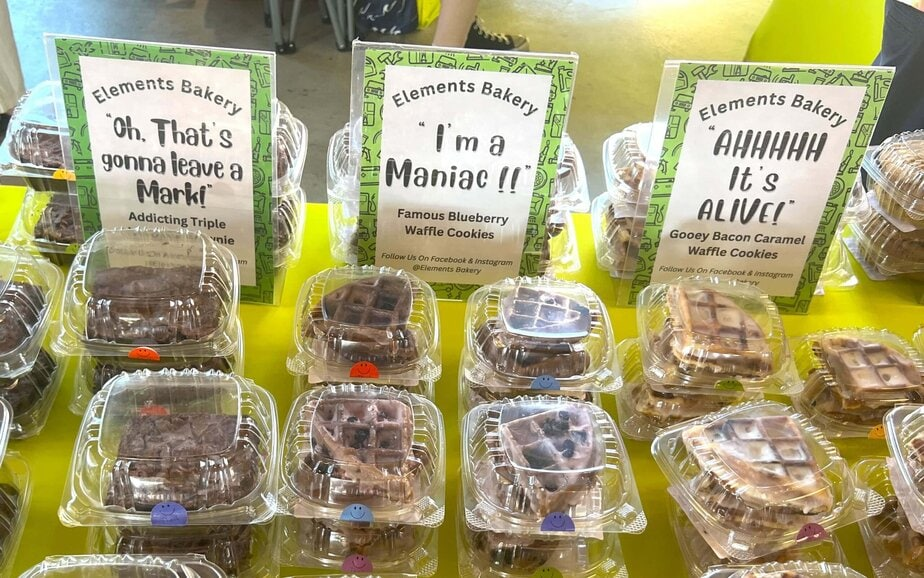 Elements Bakery
"Oh, That's
gonna leave a
Mark!"
Addicting Triple
Elements Bakery
"I'm a
Maniac !!"
Famous Blueberry
Waffle Cookies
Follow Us On Facebook & Instagram
@Elements Bakery
Elements Bakery
"AHHHHH
It's
ALIVE!"
Gooey Bacon Caramel
Waffle Cookies
Follow Us On Facebook & Instagram